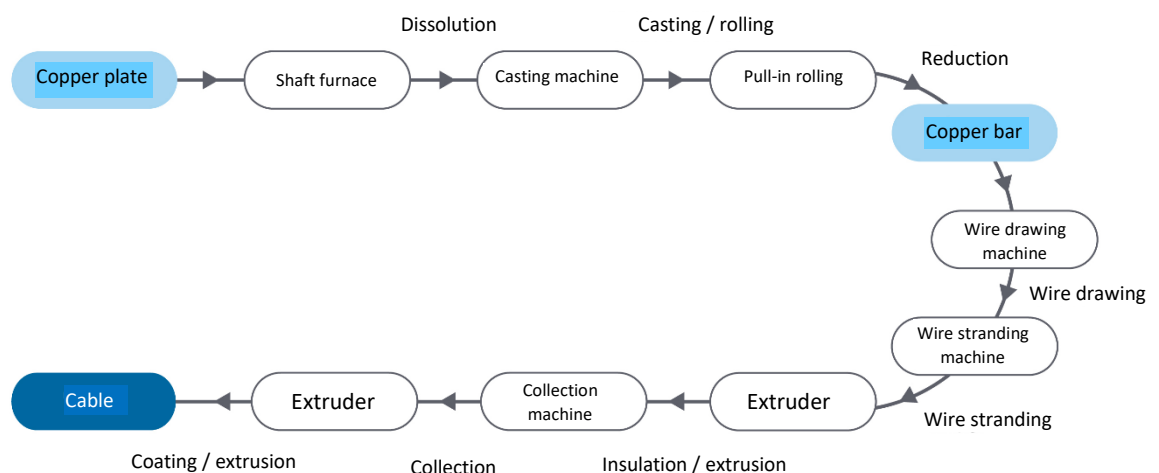 Dissolution
Casting / rolling
Copper plate
Shaft furnace
Casting machine
Pull-in rolling
Reduction
Copper bar
Wire drawing
machine
Wire drawing
Wire stranding
machine
Wire stranding
Extruder
Insulation / extrusion
Collection
machine
Collection
Extruder
Coating / extrusion
Cable